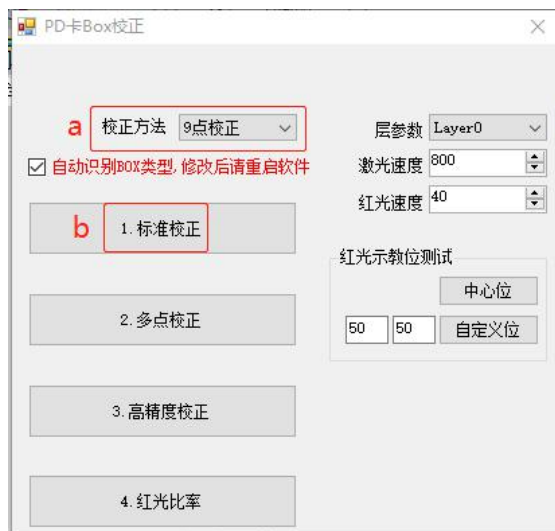 PD卡Box校正
a 校正方法 9点校正
层参数 Layer0
自动识别BOX类型,修改后请重启软件
激光速度 800
红光速度 40
b 1.标准校正
红光示教位测试
中心位
2.多点校正
50 50 自定义位
3.高精度校正
4.红光比率